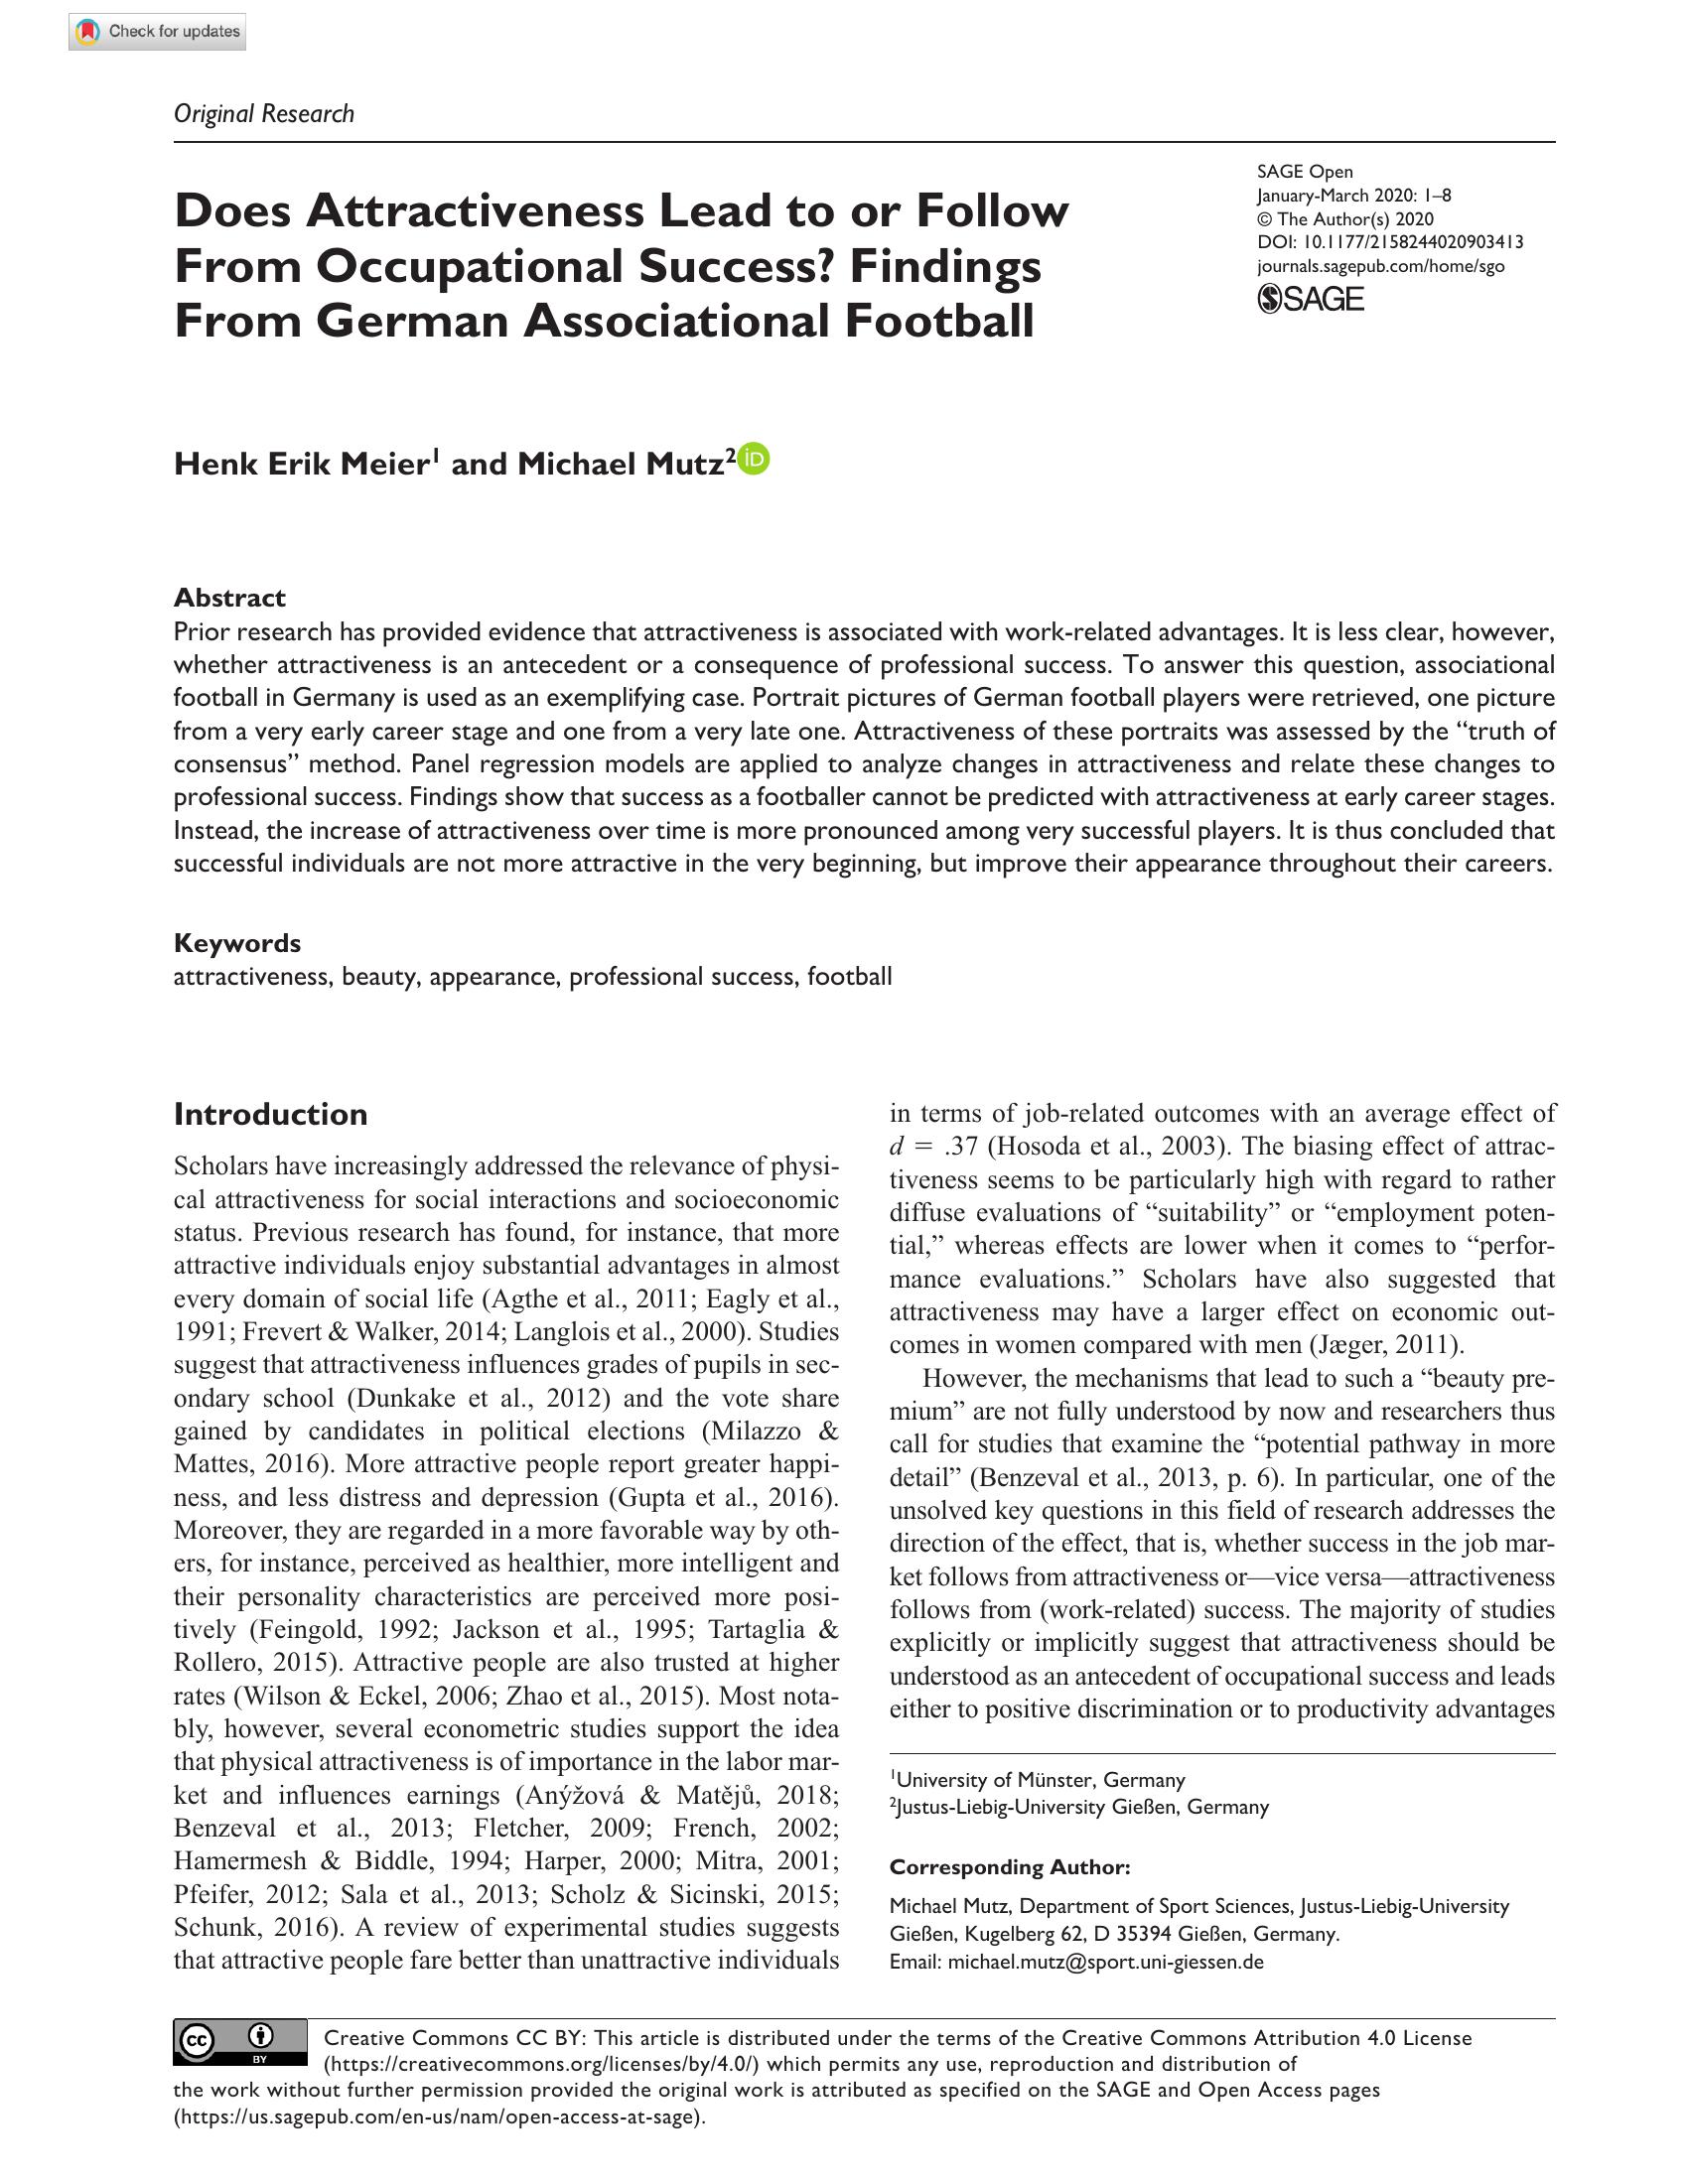 Check for updates
Original Research
SAGE Open
January-March 2020: 1–8
© The Author(s) 2020
DOI: 10.1177/2158244020903413
journals.sagepub.com/home/sgo
SAGE
Does Attractiveness Lead to or Follow
From Occupational Success? Findings
From German Associational Football
Henk Erik Meier1 and Michael Mutz2 iD
Abstract
Prior research has provided evidence that attractiveness is associated with work-related advantages. It is less clear, however,
whether attractiveness is an antecedent or a consequence of professional success. To answer this question, associational
football in Germany is used as an exemplifying case. Portrait pictures of German football players were retrieved, one picture
from a very early career stage and one from a very late one. Attractiveness of these portraits was assessed by the “truth of
consensus” method. Panel regression models are applied to analyze changes in attractiveness and relate these changes to
professional success. Findings show that success as a footballer cannot be predicted with attractiveness at early career stages.
Instead, the increase of attractiveness over time is more pronounced among very successful players. It is thus concluded that
successful individuals are not more attractive in the very beginning, but improve their appearance throughout their careers.
Keywords
attractiveness, beauty, appearance, professional success, football
Introduction
Scholars have increasingly addressed the relevance of physi-
cal attractiveness for social interactions and socioeconomic
status. Previous research has found, for instance, that more
attractive individuals enjoy substantial advantages in almost
every domain of social life (Agthe et al., 2011; Eagly et al.,
1991; Frevert & Walker, 2014; Langlois et al., 2000). Studies
suggest that attractiveness influences grades of pupils in sec-
ondary school (Dunkake et al., 2012) and the vote share
gained by candidates in political elections (Milazzo &
Mattes, 2016). More attractive people report greater happi-
ness, and less distress and depression (Gupta et al., 2016).
Moreover, they are regarded in a more favorable way by oth-
ers, for instance, perceived as healthier, more intelligent and
their personality characteristics are perceived more posi-
tively (Feingold, 1992; Jackson et al., 1995; Tartaglia &
Rollero, 2015). Attractive people are also trusted at higher
rates (Wilson & Eckel, 2006; Zhao et al., 2015). Most nota-
bly, however, several econometric studies support the idea
that physical attractiveness is of importance in the labor mar-
ket and influences earnings (Anýžová & Matějů, 2018;
Benzeval et al., 2013; Fletcher, 2009; French, 2002;
Hamermesh & Biddle, 1994; Harper, 2000; Mitra, 2001;
Pfeifer, 2012; Sala et al., 2013; Scholz & Sicinski, 2015;
Schunk, 2016). A review of experimental studies suggests
that attractive people fare better than unattractive individuals
in terms of job-related outcomes with an average effect of
d = .37 (Hosoda et al., 2003). The biasing effect of attrac-
tiveness seems to be particularly high with regard to rather
diffuse evaluations of “suitability” or “employment poten-
tial,” whereas effects are lower when it comes to “perfor-
mance evaluations.” Scholars have also suggested that
attractiveness may have a larger effect on economic out-
comes in women compared with men (Jæger, 2011).
However, the mechanisms that lead to such a “beauty pre-
mium” are not fully understood by now and researchers thus
call for studies that examine the “potential pathway in more
detail” (Benzeval et al., 2013, p. 6). In particular, one of the
unsolved key questions in this field of research addresses the
direction of the effect, that is, whether success in the job mar-
ket follows from attractiveness or—vice versa—attractiveness
follows from (work-related) success. The majority of studies
explicitly or implicitly suggest that attractiveness should be
understood as an antecedent of occupational success and leads
either to positive discrimination or to productivity advantages
1University of Münster, Germany
2Justus-Liebig-University Gießen, Germany
Corresponding Author:
Michael Mutz, Department of Sport Sciences, Justus-Liebig-University
Gießen, Kugelberg 62, D 35394 Gießen, Germany.
Email: michael.mutz@sport.uni-giessen.de
cc BY
Creative Commons CC BY: This article is distributed under the terms of the Creative Commons Attribution 4.0 License
(https://creativecommons.org/licenses/by/4.0/) which permits any use, reproduction and distribution of
the work without further permission provided the original work is attributed as specified on the SAGE and Open Access pages
(https://us.sagepub.com/en-us/nam/open-access-at-sage).